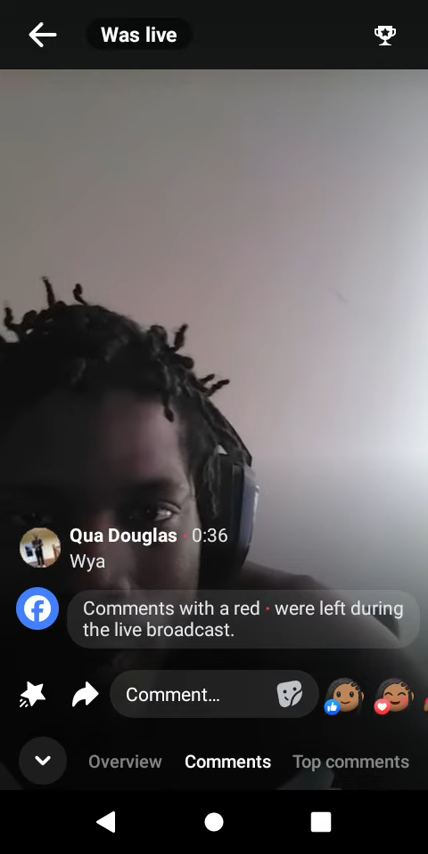 Was live
Qua Douglas · 0:36
Wya
Comments with a red · were left during
the live broadcast.
Comment...
Overview Comments Top comments